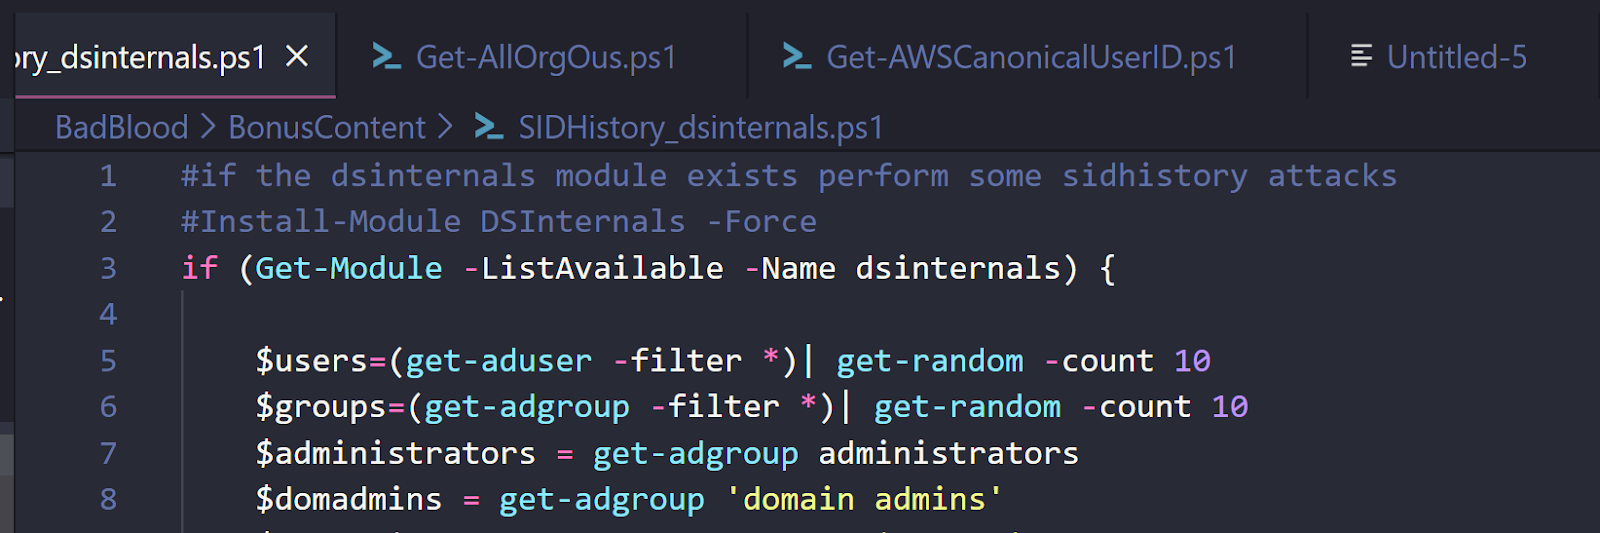 ry_dsinternals.ps1 Get-AllOrgOus.ps1 Get-AWSCanonicalUserID.ps1 Untitled-5
BadBlood > BonusContent > SIDHistory_dsinternals.ps1
1 #if the dsinternals module exists perform some sidhistory attacks
2 #Install-Module DSInternals -Force
3 if (Get-Module -ListAvailable -Name dsinternals) {
4
5 $users=(get-aduser -filter *)| get-random -count 10
6 $groups=(get-adgroup -filter *)| get-random -count 10
7 $administrators = get-adgroup administrators
8 $domadmins = get-adgroup 'domain admins'